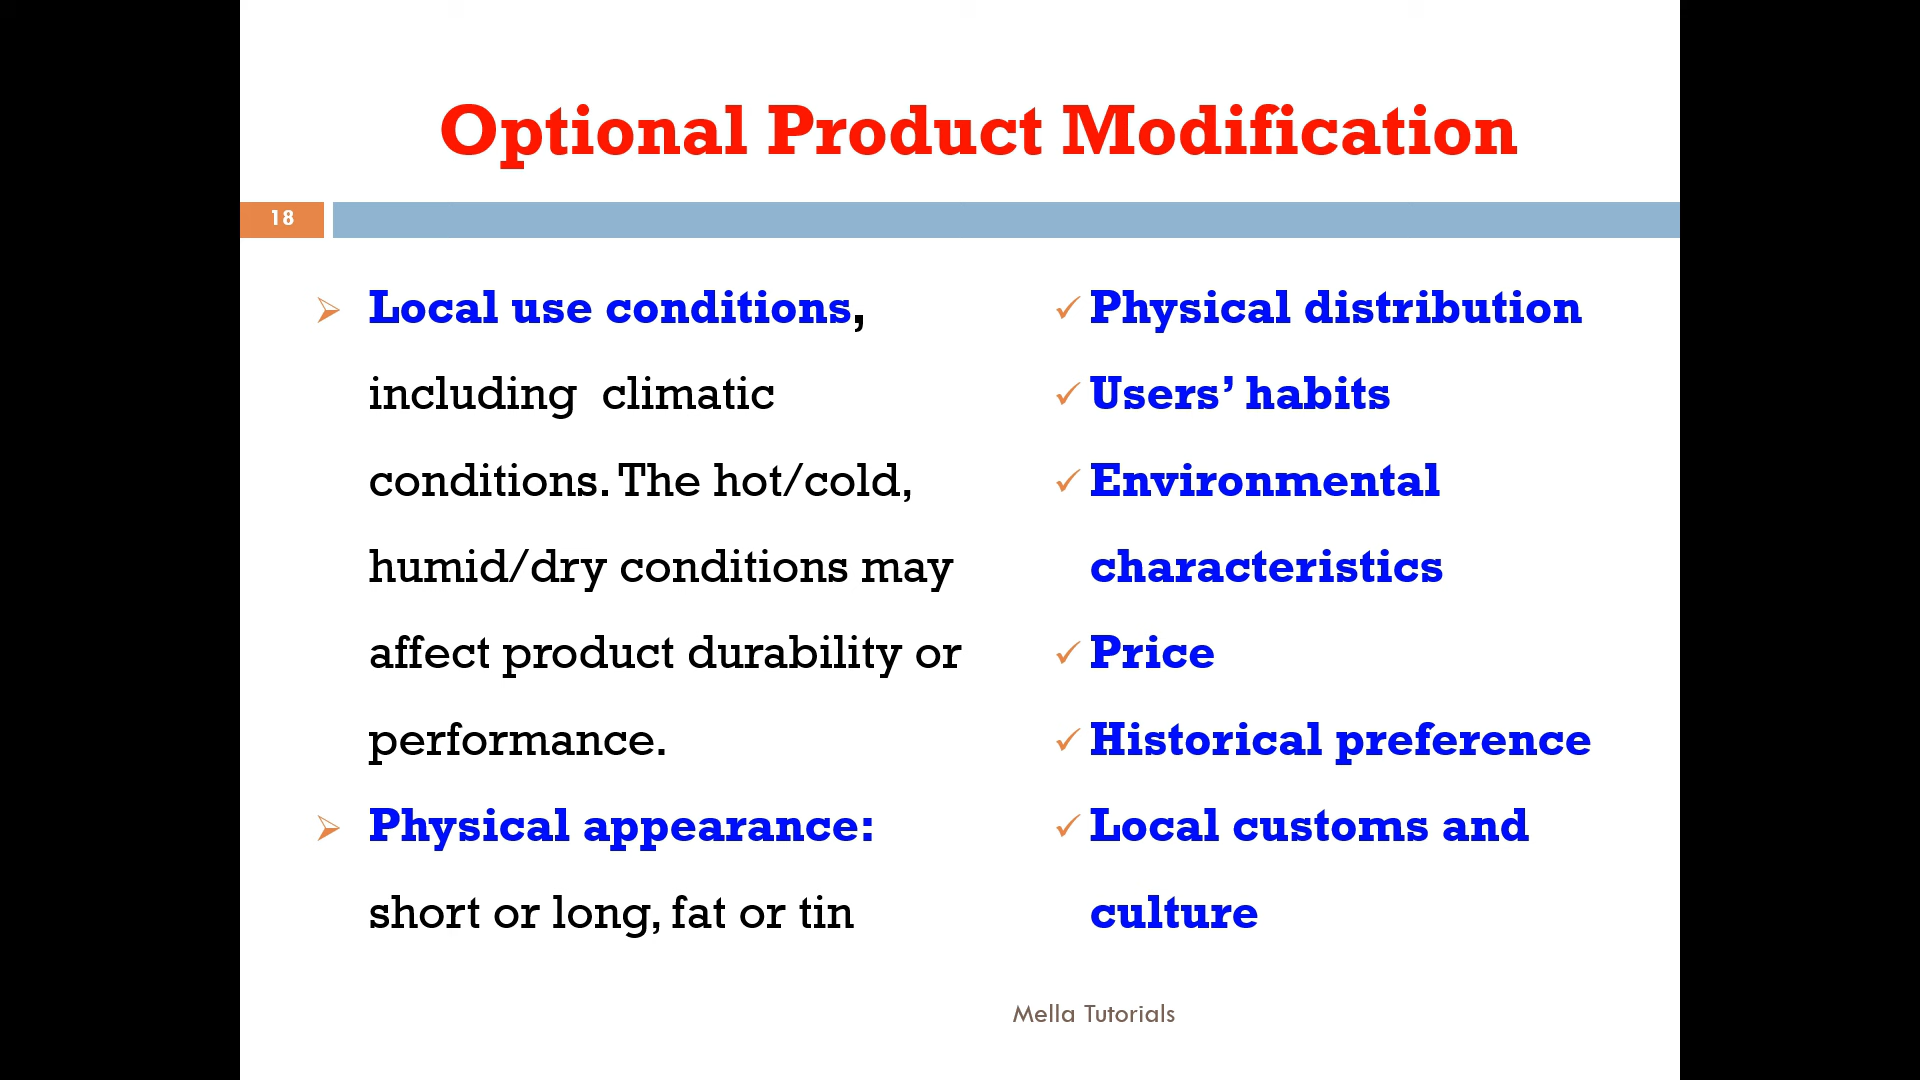 Optional Product Modification
18
Local use conditions,
including climatic
conditions. The hot/cold,
humid/dry conditions may
affect product durability or
performance.
Physical appearance:
short or long, fat or tin
Physical distribution
Users’ habits
Environmental
characteristics
Price
Historical preference
Local customs and
culture
Mella Tutorials